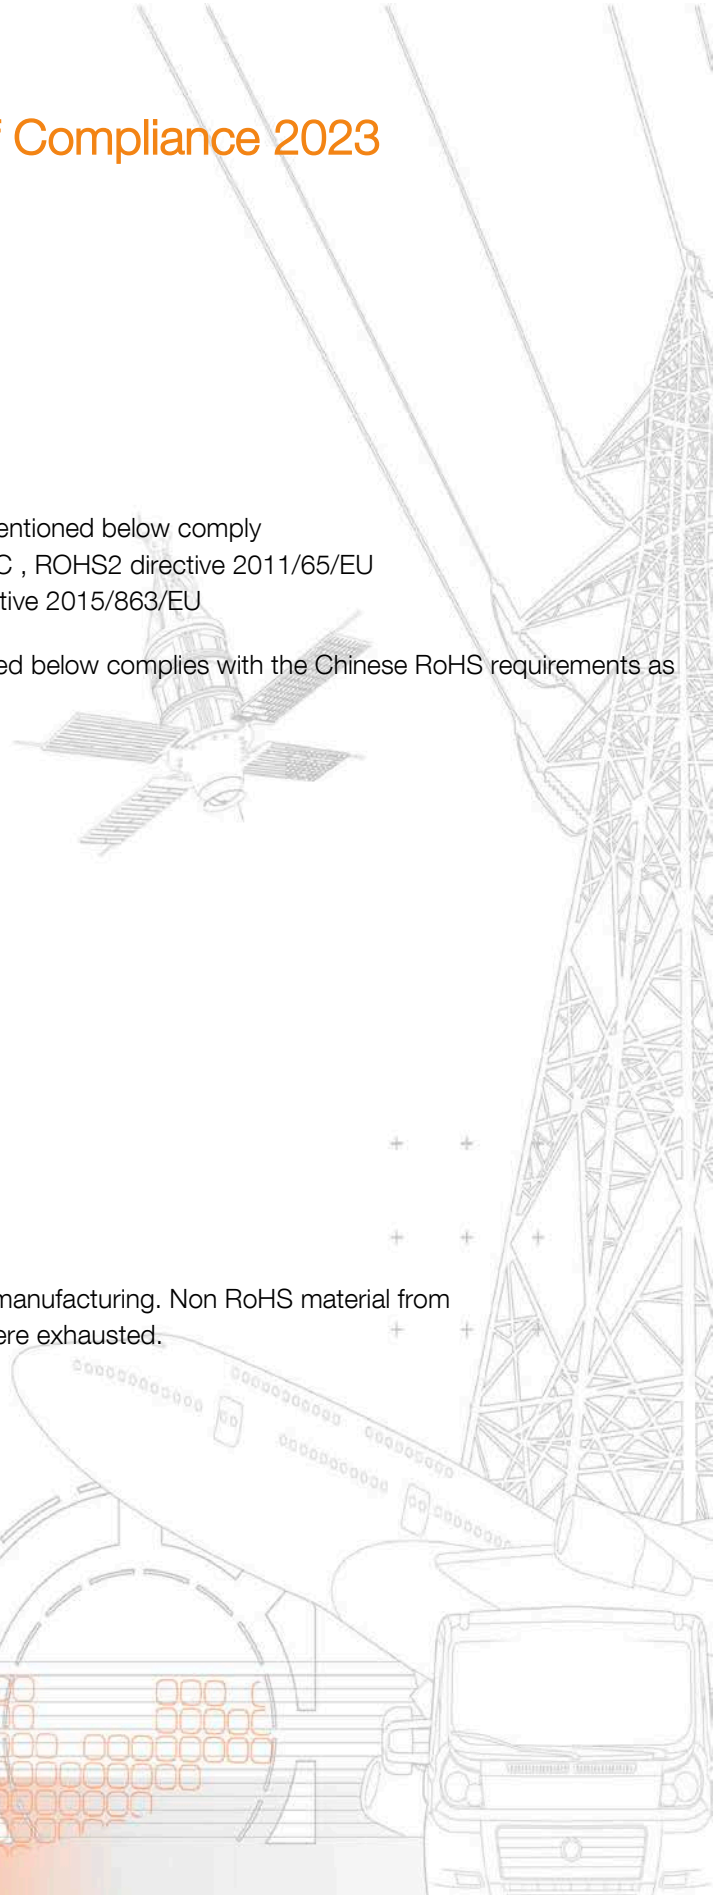 f Compliance 2023
entioned below comply
C , ROHS2 directive 2011/65/EU
tive 2015/863/EU
ed below complies with the Chinese RoHS requirements as
manufacturing. Non RoHS material from
ere exhausted.